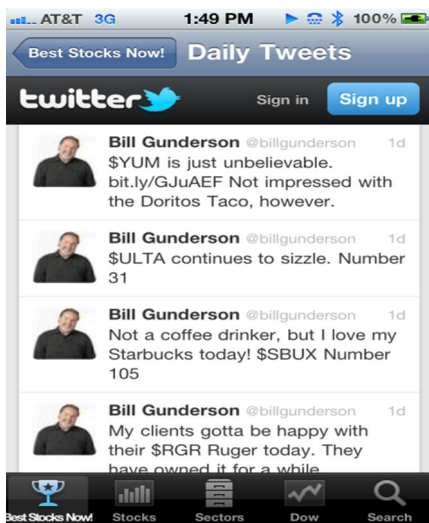 AT&T 3G 1:49 PM 100%
Best Stocks Now! Daily Tweets
twitter Sign in Sign up
Bill Gunderson @billgunderson 1d
$YUM is just unbelievable.
bit.ly/GJuAEF Not impressed with
the Doritos Taco, however.
Bill Gunderson @billgunderson 1d
$ULTA continues to sizzle. Number
31
Bill Gunderson @billgunderson 1d
Not a coffee drinker, but I love my
Starbucks today! $SBUX Number
105
Bill Gunderson @billgunderson 1d
My clients gotta be happy with
their $RGR Ruger today. They
have owned it for a while
Best Stocks Now! Stocks Sectors Dow Search